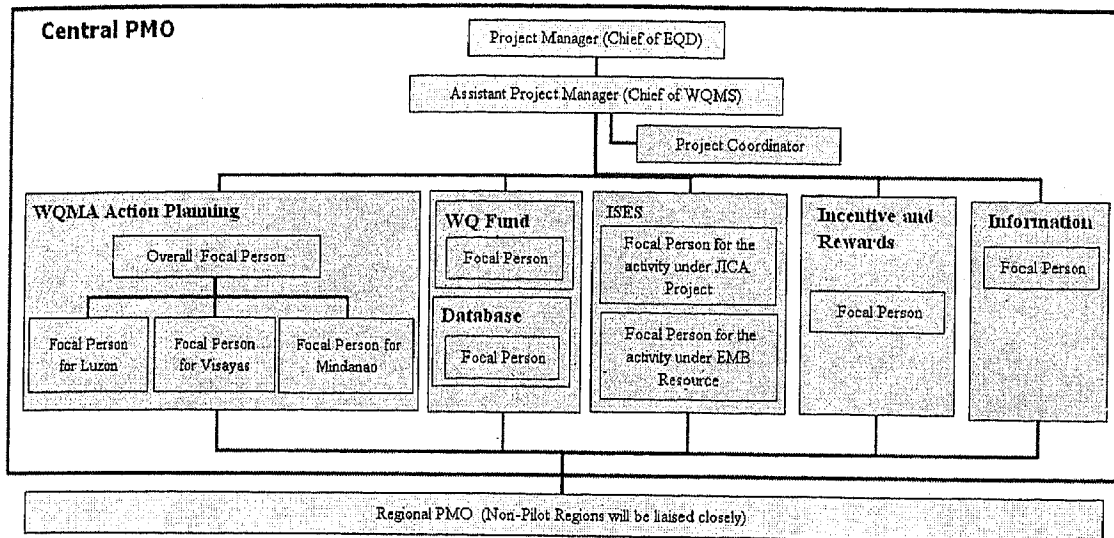 Central PMO
Project Manager (Chief of EQD)
Assistant Project Manager (Chief of WQMS)
Project Coordinator
WQMA Action Planning
Overall Focal Person
Focal Person
for Luzon
Focal Person
for Visayas
Focal Person for
Mindanao
WQ Fund
Focal Person
Database
Focal Person
ISES
Focal Person for the
activity under JICA
Project
Focal Person for the
activity under EMB
Resource
Incentive and
Rewards
Focal Person
Information
Focal Person
Regional PMO (Non-Pilot Regions will be liaised closely)